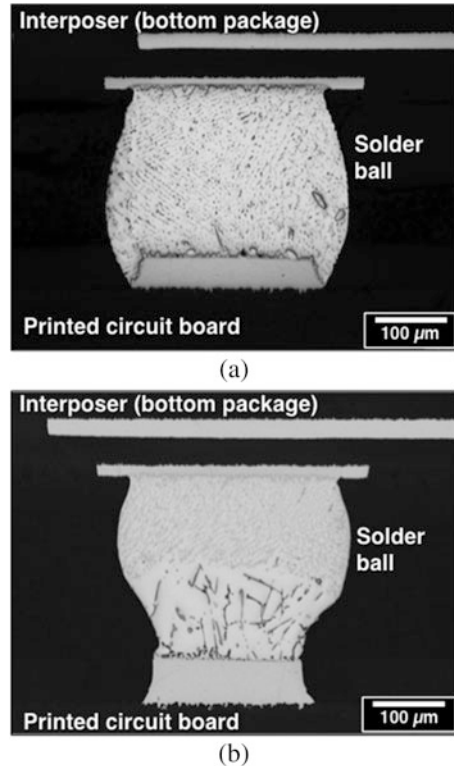 Interposer (bottom package)
Solder
ball
Printed circuit board
100 μm
(a)
Interposer (bottom package)
Solder
ball
Printed circuit board
100 μm
(b)